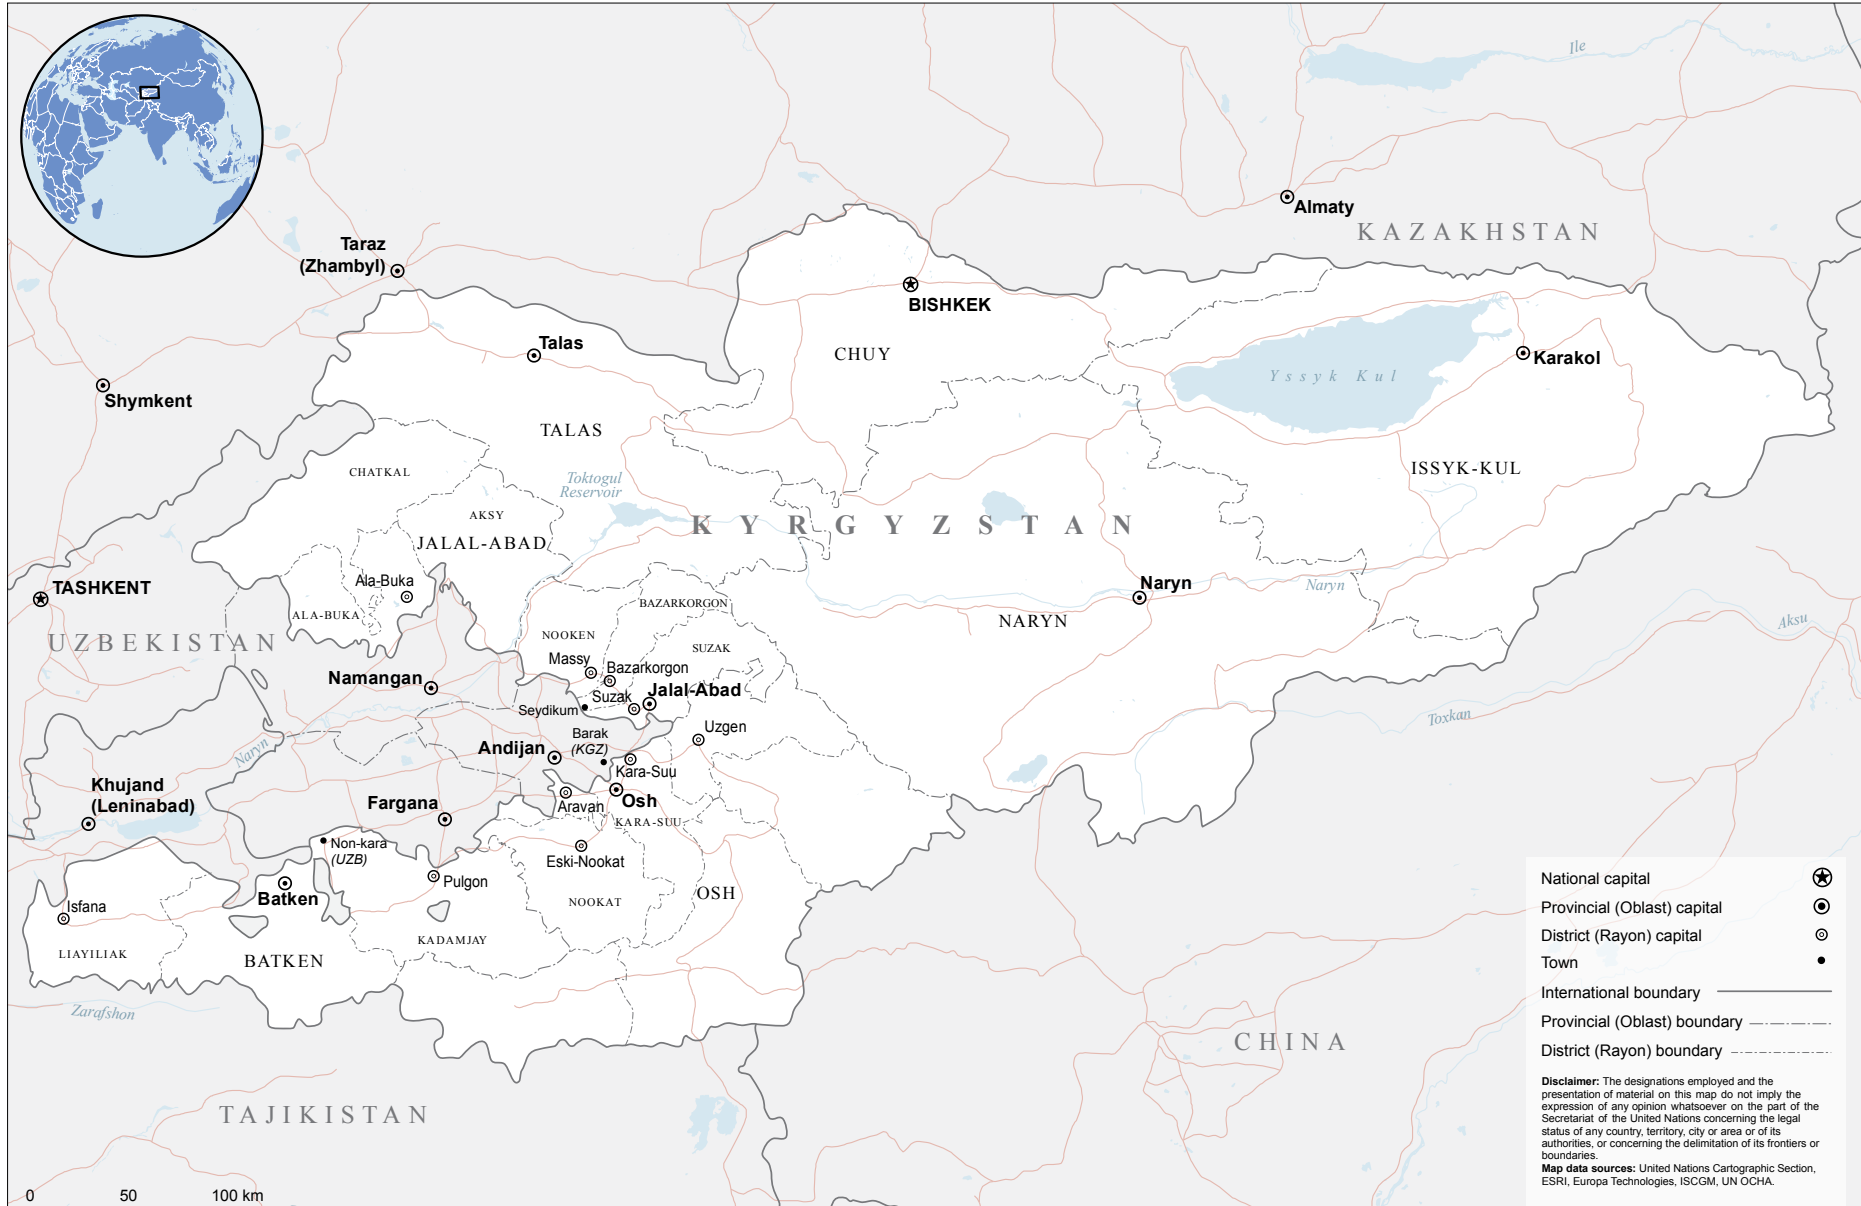 Ile
Almaty
KAZAKHSTAN
Taraz
(Zhambyl)
BISHKEK
Talas
CHUY
Karakol
Yssyk Kul
Shymkent
TALAS
CHATKAL
ISSYK-KUL
Toktogul
Reservoir
AKSY
KYRGYZSTAN
JALAL-ABAD
Ala-Buka
TASHKENT
Naryn
Naryn
BAZARKORGON
ALA-BUKA
NARYN
Aksu
UZBEKISTAN
NOOKEN
SUZAK
Massy
Bazarkorgon
Namangan
Suzak
Jalal-Abad
Seydikum
Toxkan
Uzgen
Barak
(KGZ)
Andijan
Naryn
Kara-Suu
Khujand
(Leninabad)
Fargana
Aravan
Osh
KARA-SUU
Non-kara
(UZB)
Eski-Nookat
Pulgon
Batken
OSH
Isfana
NOOKAT
KADAMJAY
LIAYILIAK
BATKEN
Zarafshon
CHINA
TAJIKISTAN
National capital
Provincial (Oblast) capital
District (Rayon) capital
Town
International boundary
Provincial (Oblast) boundary
District (Rayon) boundary
Disclaimer: The designations employed and the
presentation of material on this map do not imply the
expression of any opinion whatsoever on the part of the
Secretariat of the United Nations concerning the legal
status of any country, territory, city or area or of its
authorities, or concerning the delimitation of its frontiers or
boundaries.
Map data sources: United Nations Cartographic Section,
ESRI, Europa Technologies, ISCGM, UN OCHA.
0 50 100 km